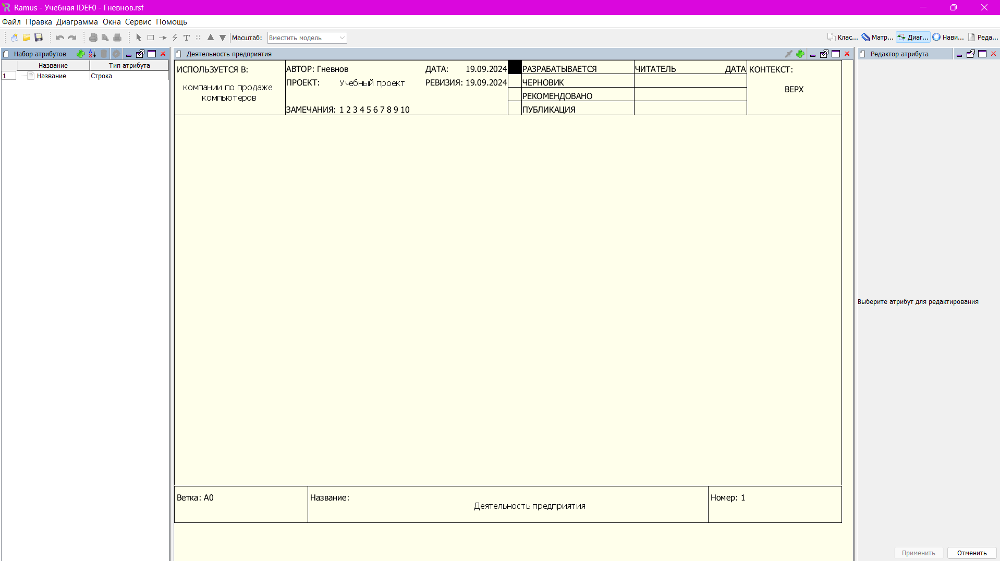 Ramus - Учебная IDEF0 - Гневнов.rsf
Файл Правка Диаграмма Окна Сервис Помощь
Масштаб: Вместить модель
Клас... Матр... Диаг... Нави... Реда...
Набор атрибутов
Название Тип атрибута
1 Название Строка
Деятельность предприятия
ИСПОЛЬЗУЕТСЯ В:
компании по продаже
компьютеров
АВТОР: Гневнов ДАТА: 19.09.2024
ПРОЕКТ: Учебный проект РЕВИЗИЯ: 19.09.2024
ЗАМЕЧАНИЯ: 1 2 3 4 5 6 7 8 9 10
РАЗРАБАТЫВАЕТСЯ
ЧЕРНОВИК
РЕКОМЕНДОВАНО
ПУБЛИКАЦИЯ
ЧИТАТЕЛЬ ДАТА
КОНТЕКСТ:
ВЕРХ
Ветка: A0
Название:
Деятельность предприятия
Номер: 1
Редактор атрибута
Выберите атрибут для редактирования
Применить Отменить